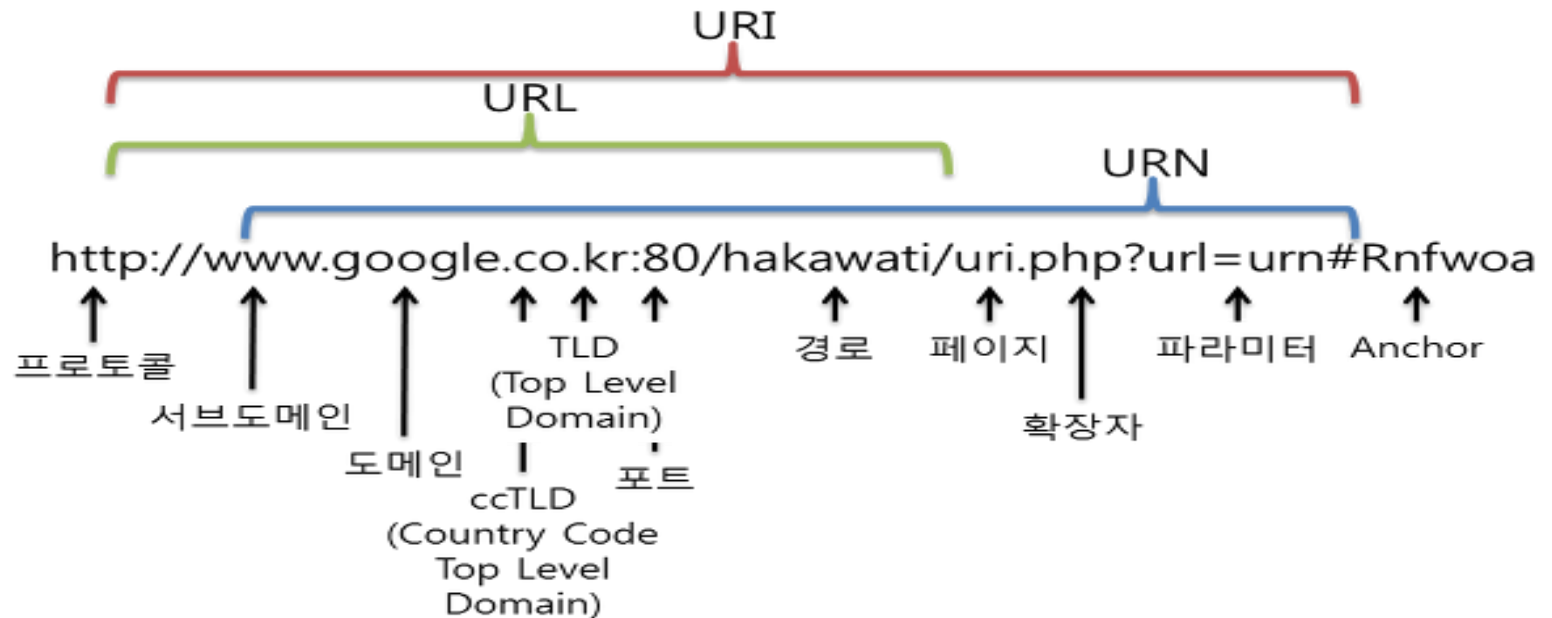 URI
URL
URN
http://www.google.co.kr:80/hakawati/uri.php?url=urn#Rnfwoa
프로토콜
서브도메인
도메인
TLD
(Top Level
Domain)
ccTLD
(Country Code
Top Level
Domain)
포트
경로
페이지
확장자
파라미터
Anchor